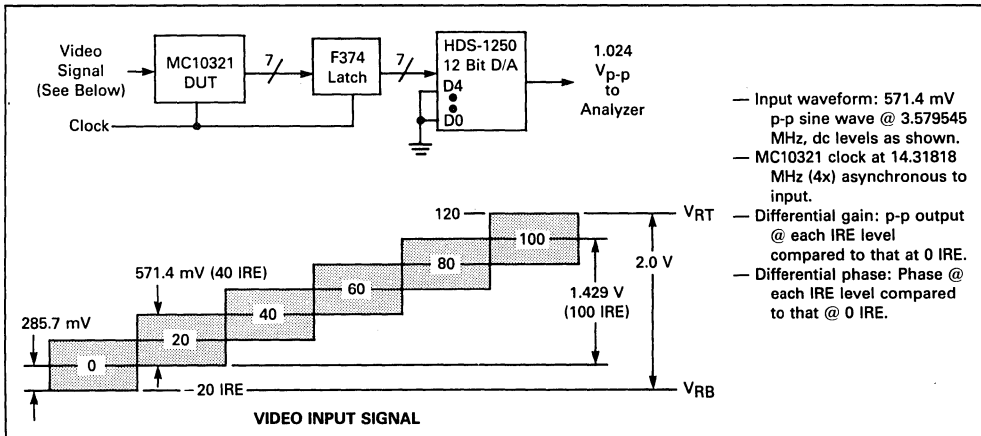 Video
Signal
(See Below)
MC10321
DUT
7
F374
Latch
7
HDS-1250
12 Bit D/A
D4
D0
1.024
Vp-p
to
Analyzer
Clock
— Input waveform: 571.4 mV
p-p sine wave @ 3.579545
MHz, dc levels as shown.
— MC10321 clock at 14.31818
MHz (4x) asynchronous to
input.
— Differential gain: p-p output
@ each IRE level
compared to that at 0 IRE.
— Differential phase: Phase @
each IRE level compared
to that @ 0 IRE.
120
VRT
100
80
2.0 V
571.4 mV (40 IRE)
60
1.429 V
(100 IRE)
40
285.7 mV
20
0
−20 IRE
VRB
VIDEO INPUT SIGNAL